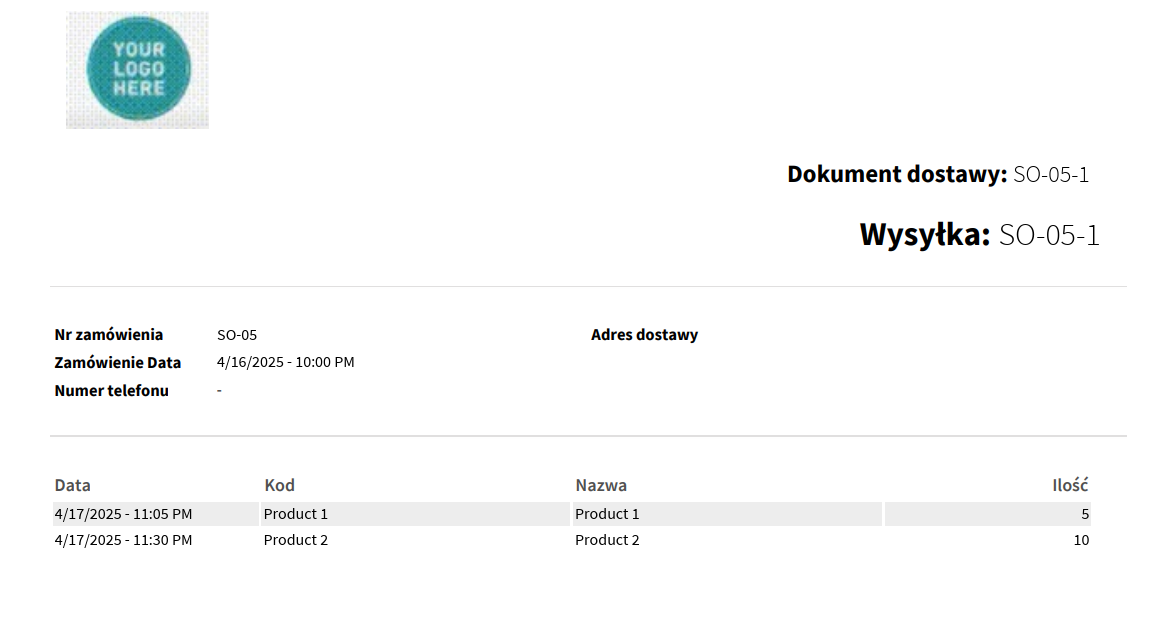 YOUR
LOGO
HERE
Dokument dostawy: SO-05-1
Wysyłka: SO-05-1
Nr zamówienia SO-05 Adres dostawy
Zamówienie Data 4/16/2025 - 10:00 PM
Numer telefonu -
Data Kod Nazwa Ilość
4/17/2025 - 11:05 PM Product 1 Product 1 5
4/17/2025 - 11:30 PM Product 2 Product 2 10